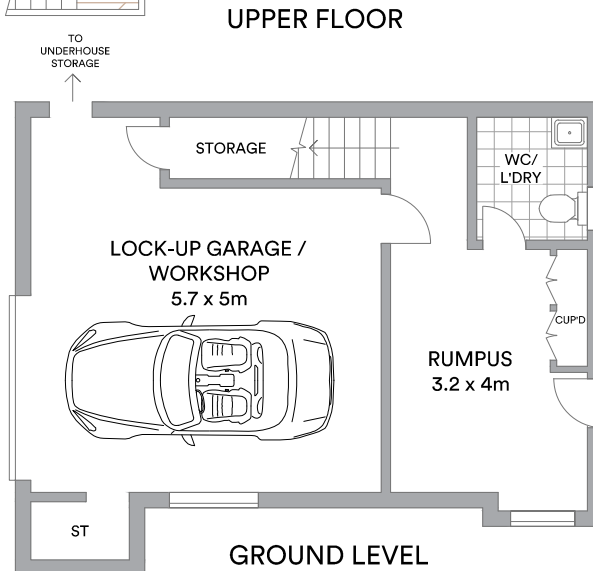 UPPER FLOOR
TO
UNDERHOUSE
STORAGE
STORAGE
WC/
L'DRY
LOCK-UP GARAGE /
WORKSHOP
5.7 x 5m
CUP'D
RUMPUS
3.2 x 4m
ST
GROUND LEVEL